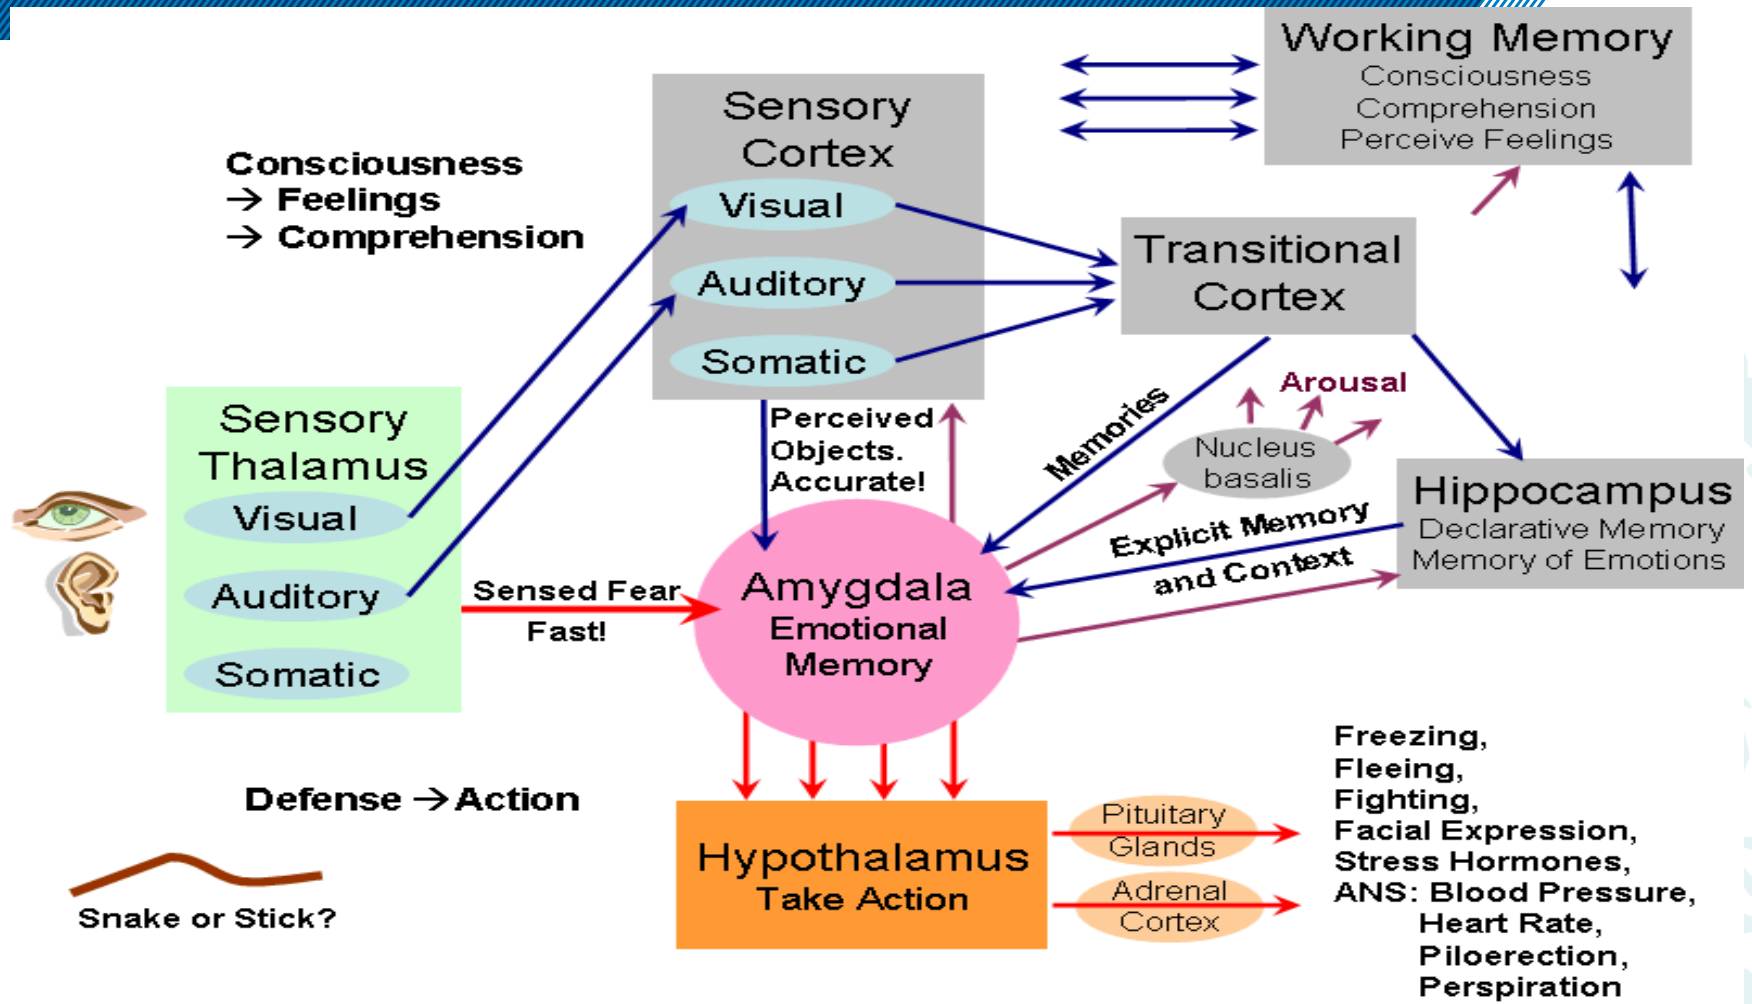 Working Memory
Consciousness
Comprehension
Perceive Feelings
Sensory
Cortex
Visual
Auditory
Somatic
Consciousness
→ Feelings
→ Comprehension
Transitional
Cortex
Sensory
Thalamus
Visual
Auditory
Somatic
Perceived
Objects.
Accurate!
Memories
Arousal
Nucleus
basalis
Hippocampus
Declarative Memory
Memory of Emotions
Explicit Memory
and Context
Sensed Fear
Fast!
Amygdala
Emotional
Memory
Defense → Action
Snake or Stick?
Hypothalamus
Take Action
Pituitary
Glands
Adrenal
Cortex
Freezing,
Fleeing,
Fighting,
Facial Expression,
Stress Hormones,
ANS: Blood Pressure,
Heart Rate,
Piloerection,
Perspiration